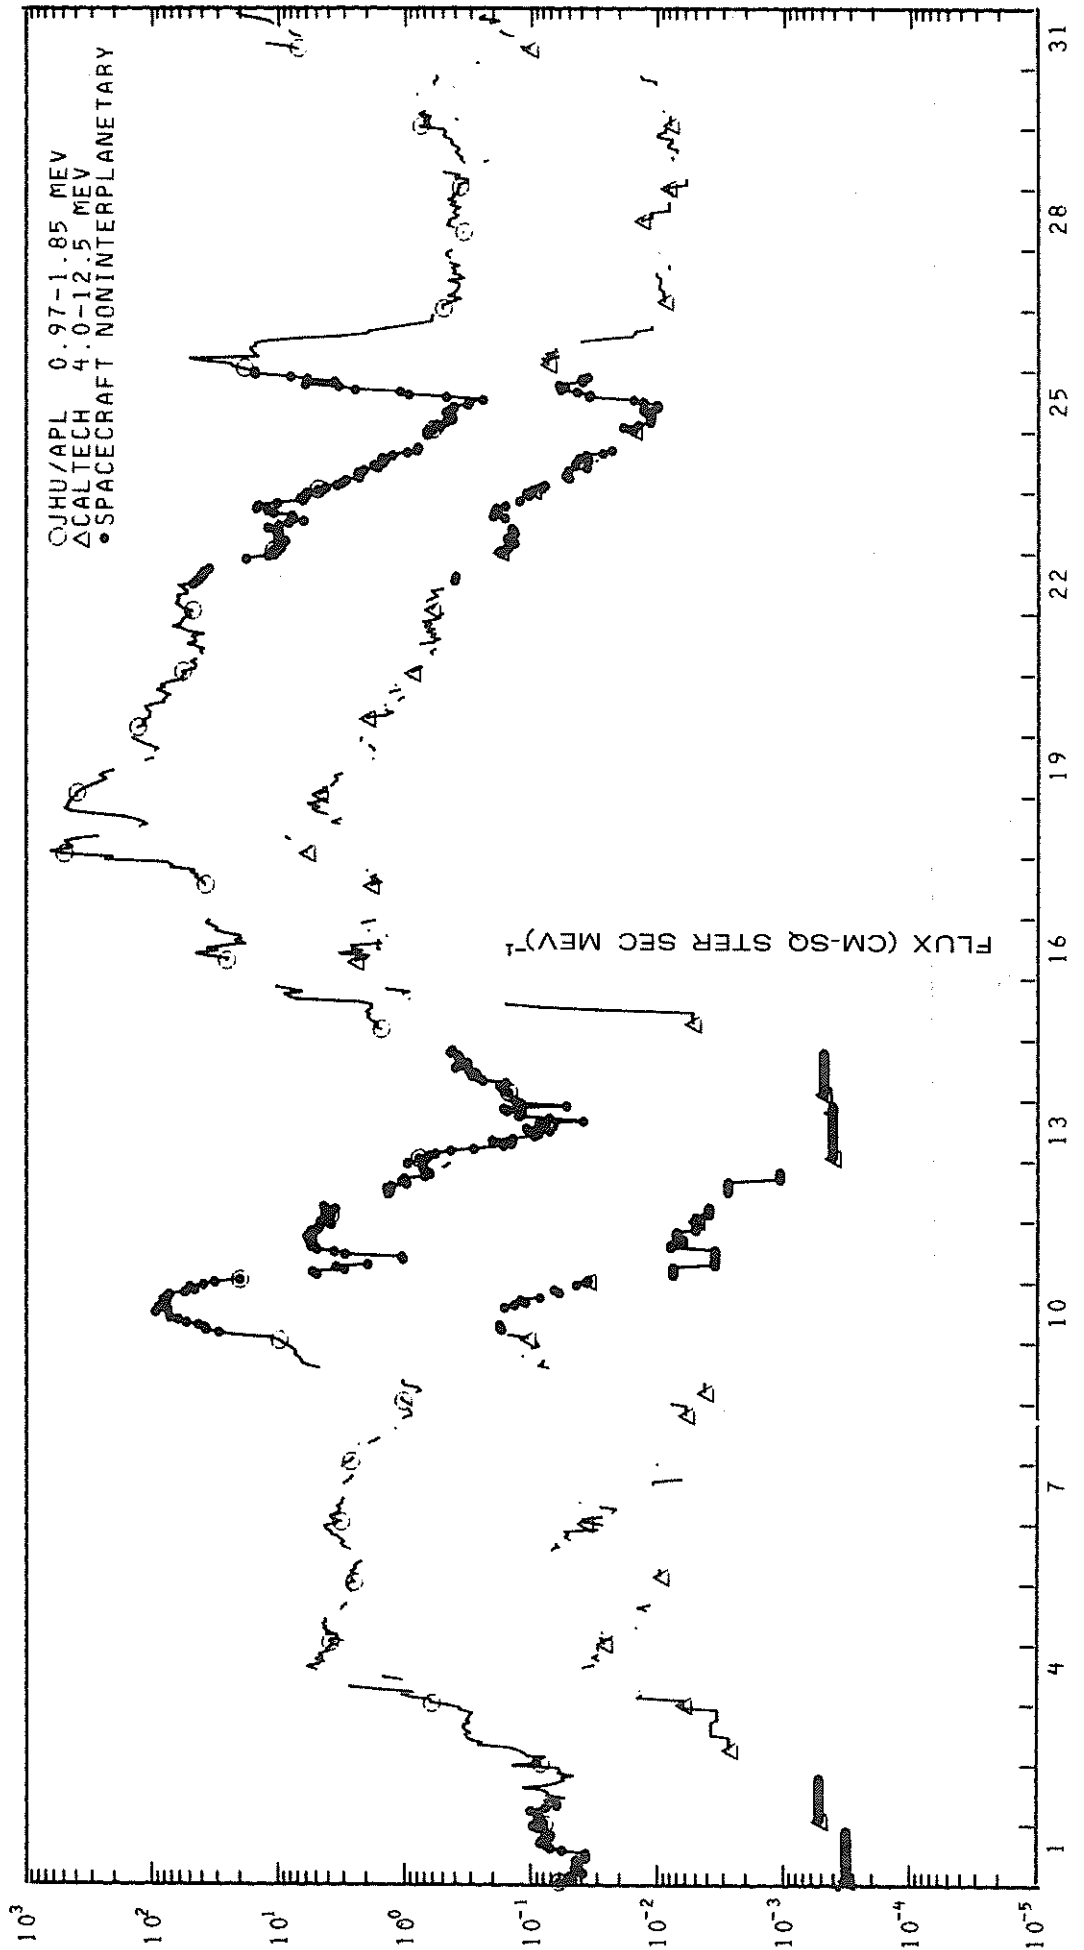 ○JHU/APL 0.97-1.85 MEV
△CALTECH 4.0-12.5 MEV
•SPACECRAFT NONINTERPLANETARY
FLUX (CM-SQ STER SEC MEV)⁻¹
10³
10²
10¹
10⁰
10⁻¹
10⁻²
10⁻³
10⁻⁴
10⁻⁵
1 4 7 10 13 16 19 22 25 28 31